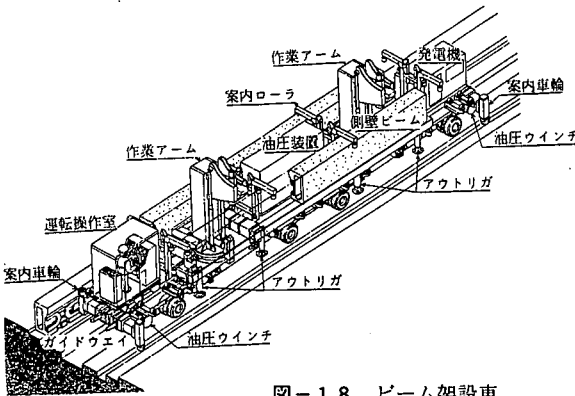 作業アーム
発電機
案内ローラ
案内車輪
側壁ビーム
油圧装置
作業アーム
油圧ウインチ
アウトリガ
運転操作室
案内車輪
アウトリガ
ガイドウエイ
油圧ウインチ
図-1.8 ビーム架設車